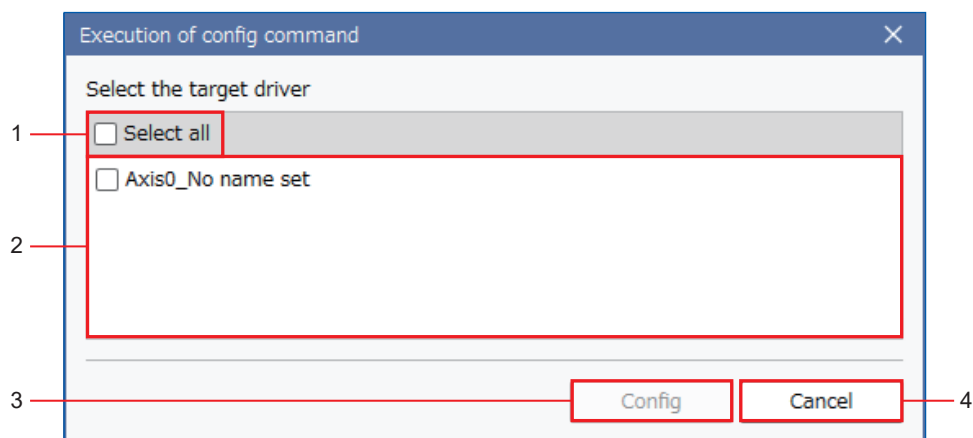 Execution of config command
Select the target driver
1 Select all
Axis0_No name set
2
3 Config Cancel 4